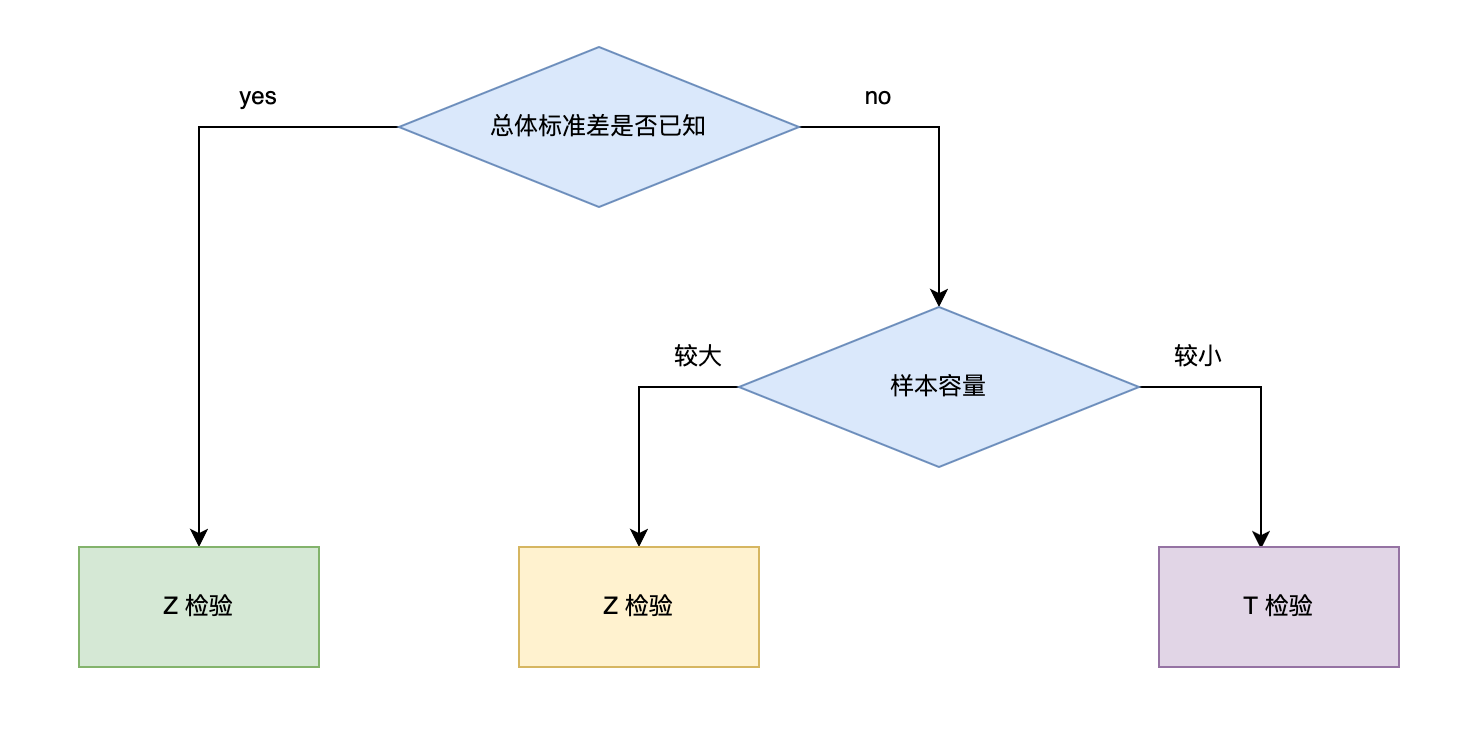 yes
总体标准差是否已知
no
较大
样本容量
较小
Z 检验
Z 检验
T 检验